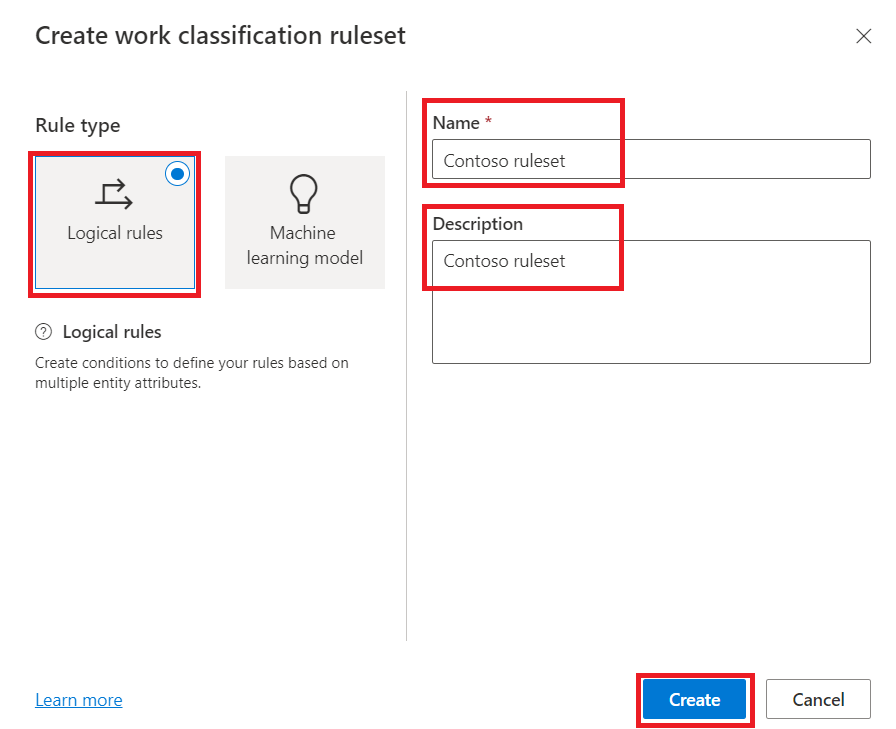 Create work classification ruleset
Rule type
Logical rules
Machine
learning model
Logical rules
Create conditions to define your rules based on
multiple entity attributes.
Name *
Contoso ruleset
Description
Contoso ruleset
Learn more
Create
Cancel